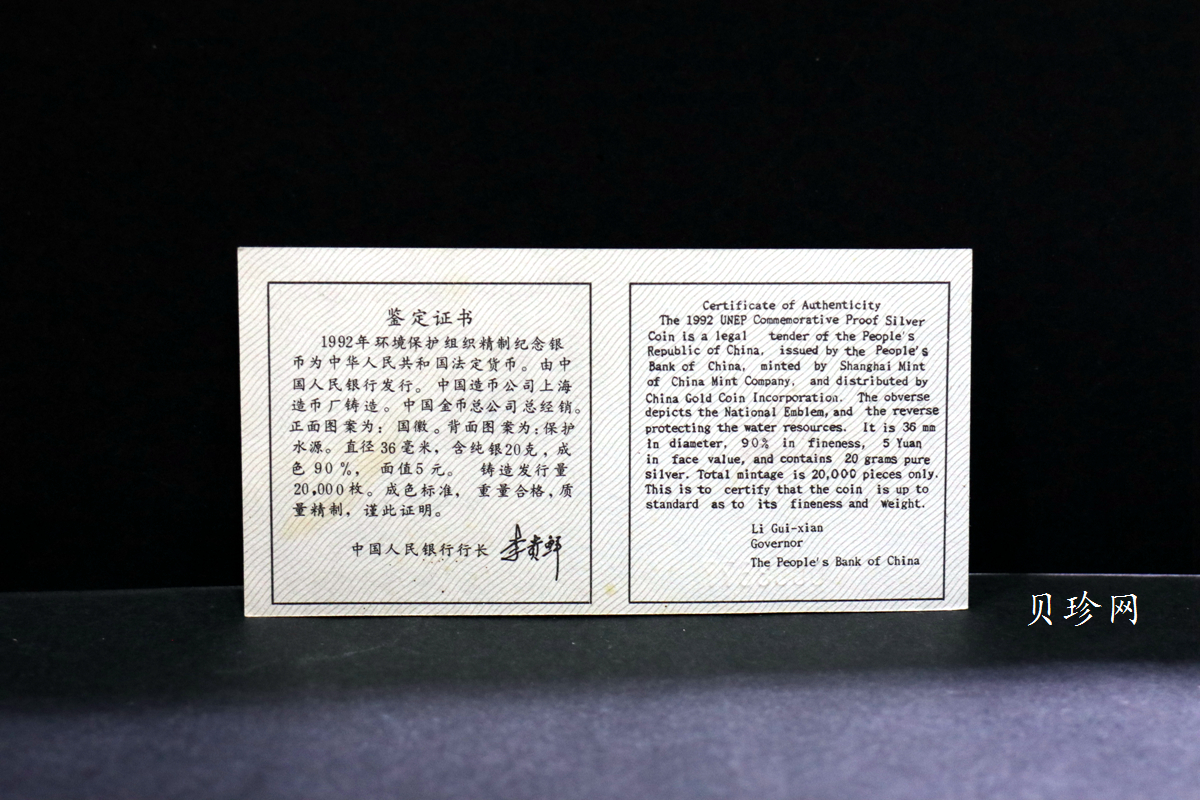 鉴定证书
1992年环境保护组织精制纪念银
币为中华人民共和国法定货币。由中
国人民银行发行。中国造币公司上海
造币厂铸造。中国金币总公司总经销。
正面图案为：国徽。背面图案为：保护
水源。直径36毫米，含纯银20克，成
色90%，面值5元。 铸造发行量
20,000枚。成色标准，重量合格，质
量精制，谨此证明。
中国人民银行行长 李贵鲜
Certificate of Authenticity
The 1992 UNEP Commemorative Proof Silver
Coin is a legal tender of the People's
Republic of China, issued by the People's
Bank of China, minted by Shanghai Mint
of China Mint Company, and distributed by
China Gold Coin Incorporation. The obverse
depicts the National Emblem, and the reverse
protecting the water resources. It is 36 mm
in diameter, 90% in fineness, 5 Yuan
in face value, and contains 20 grams pure
silver. Total mintage is 20,000 pieces only.
This is to certify that the coin is up to
standard as to its fineness and weight.
Li Gui-xian
Governor
The People's Bank of China
贝珍网